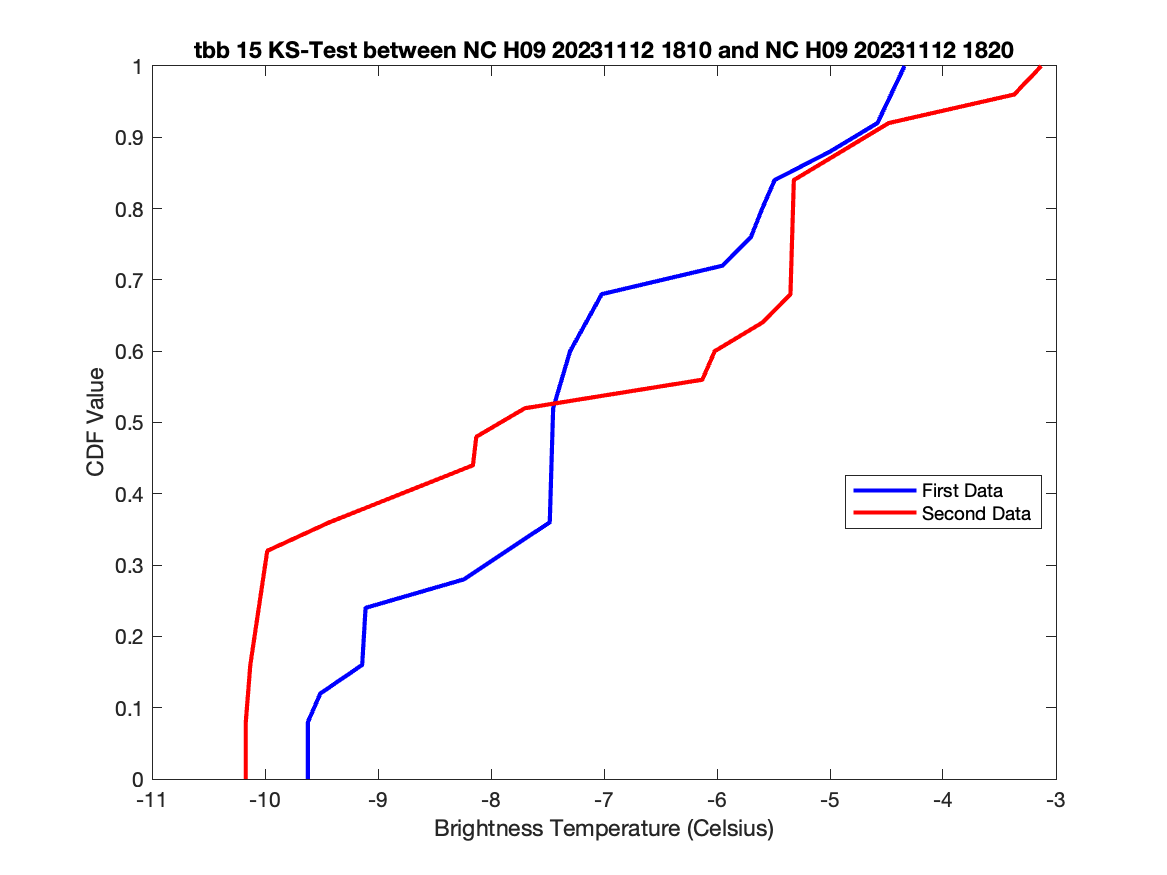 tbb 15 KS-Test between NC H09 20231112 1810 and NC H09 20231112 1820
1
0.9
0.8
0.7
0.6
0.5
0.4
0.3
0.2
0.1
0
CDF Value
First Data
Second Data
-11 -10 -9 -8 -7 -6 -5 -4 -3
Brightness Temperature (Celsius)